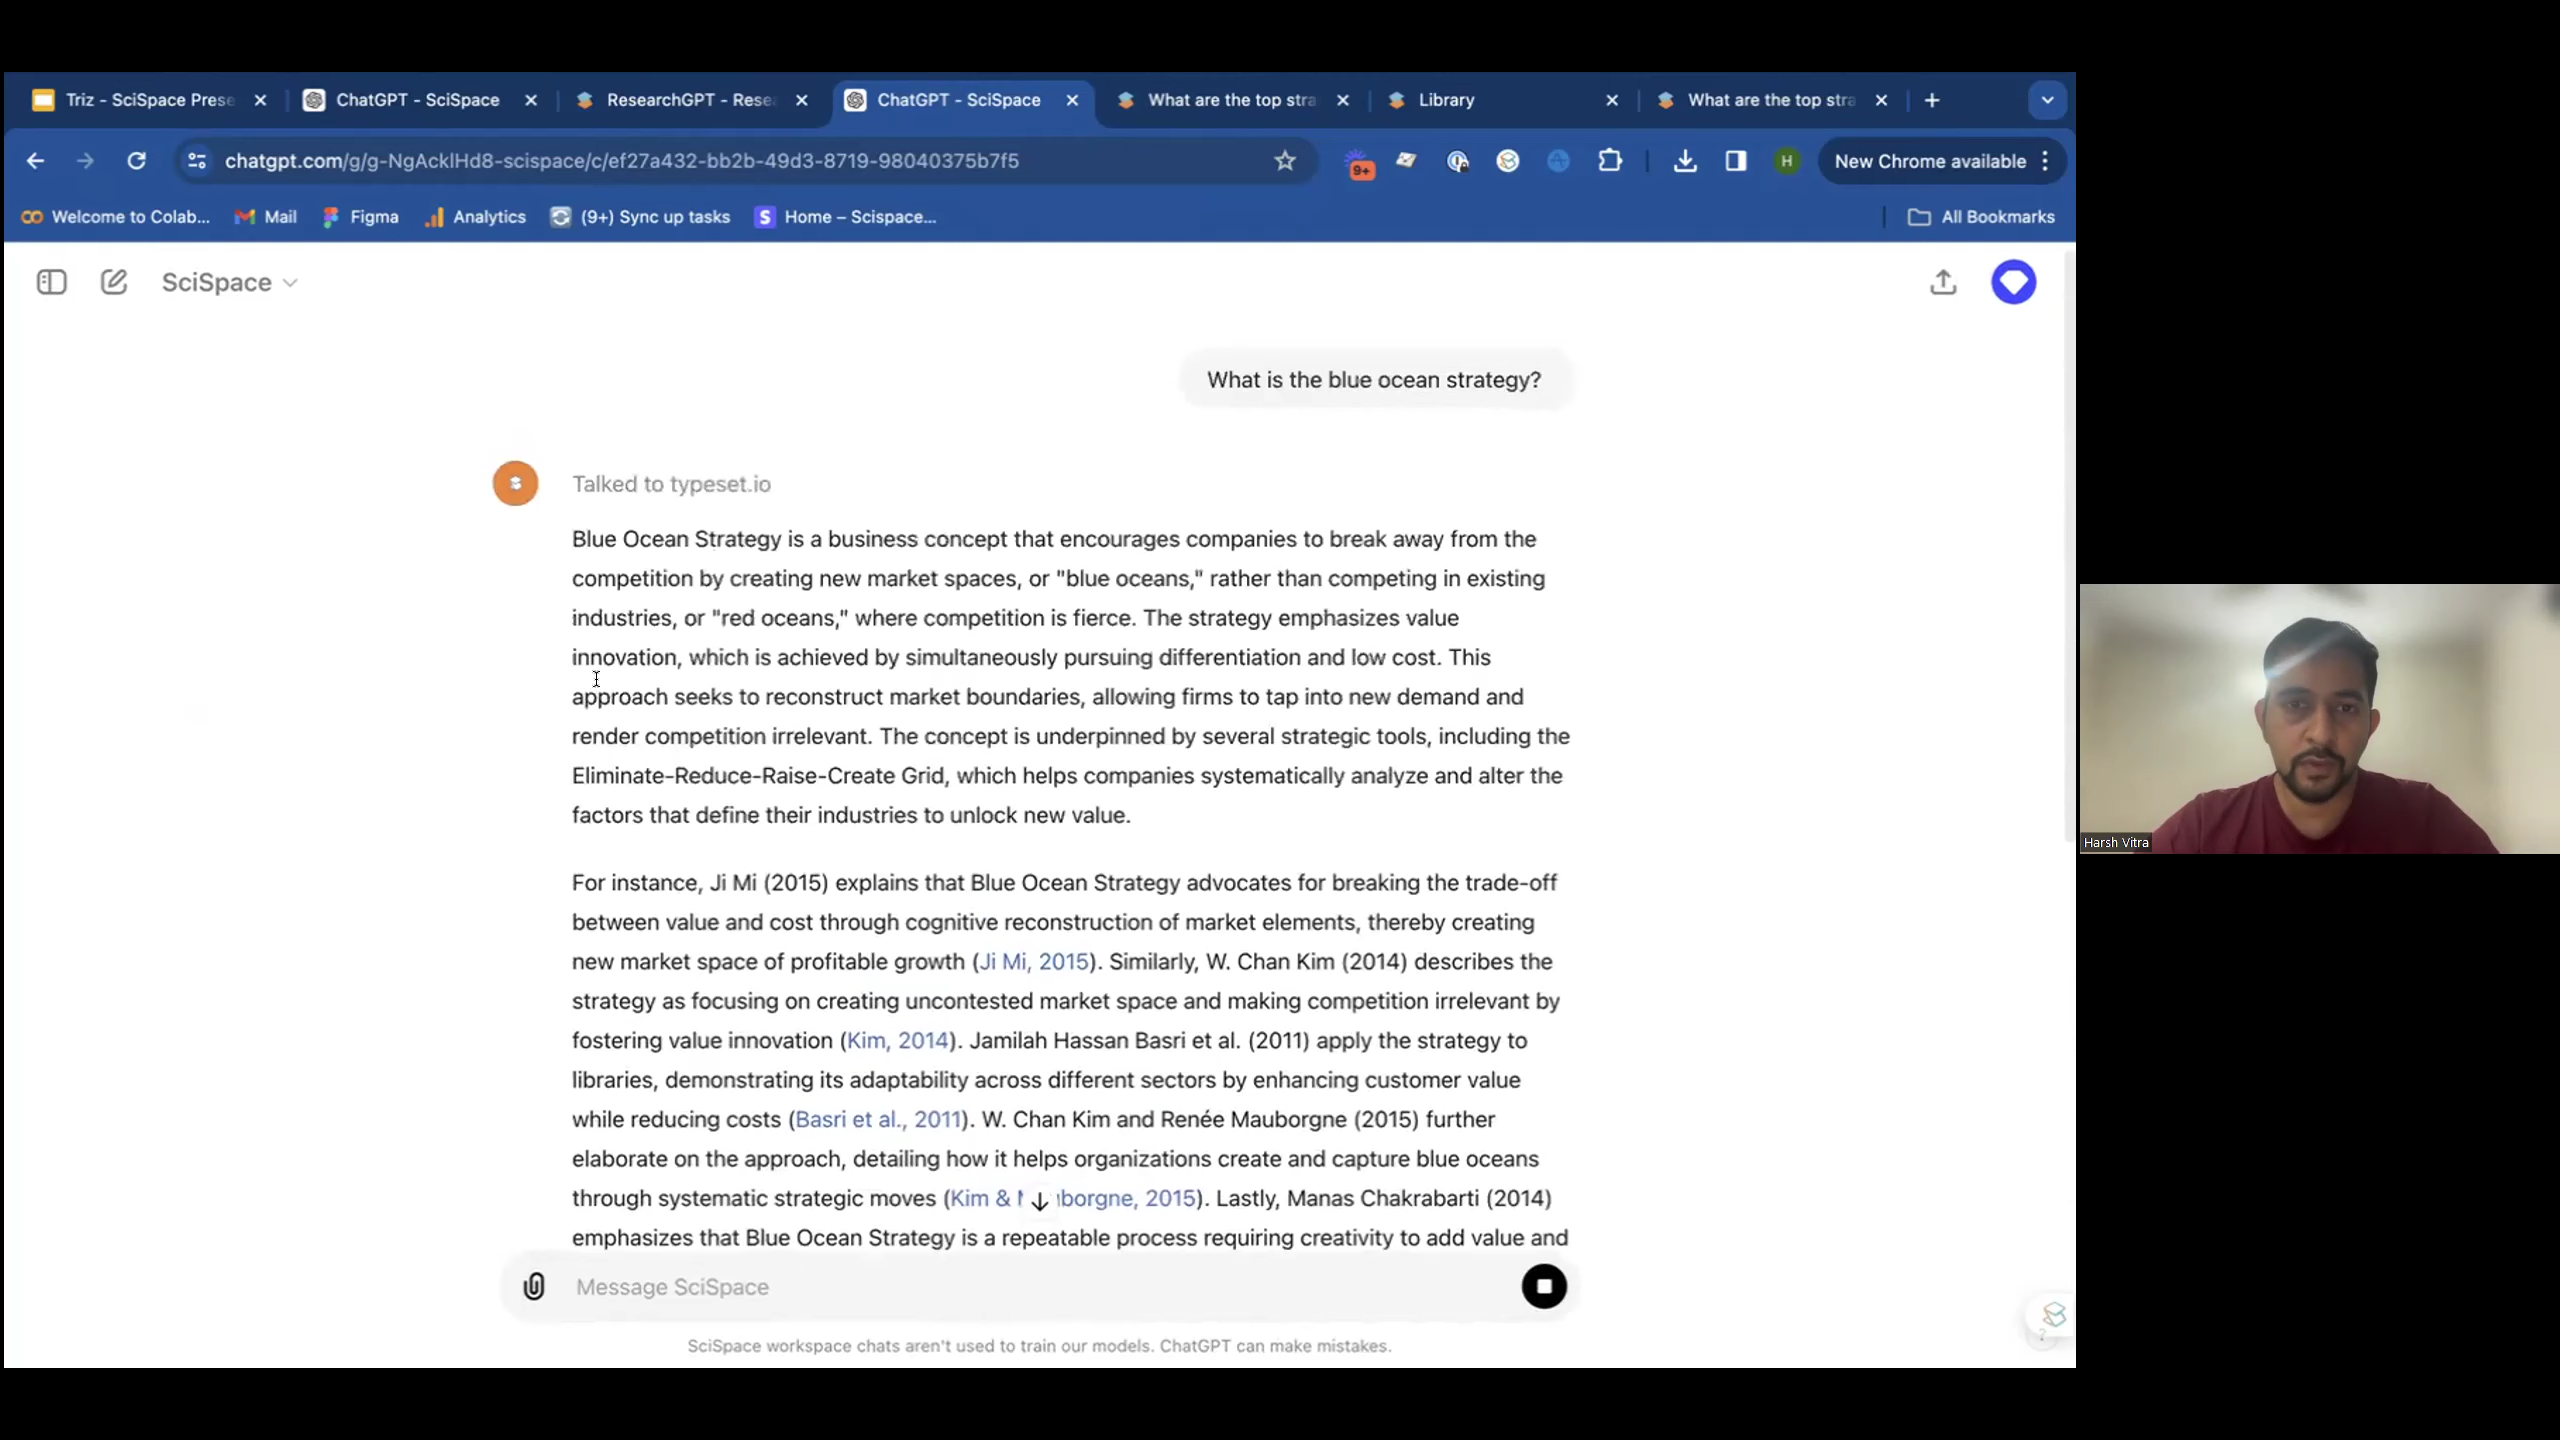 Triz - SciSpace Prese
ChatGPT - SciSpace
ResearchGPT - Rese
ChatGPT - SciSpace
What are the top stra
Library
What are the top stra
chatgpt.com/g/g-NgAcklHd8-scispace/c/ef27a432-bb2b-49d3-8719-98040375b7f5
9+
H
New Chrome available
Welcome to Colab...
Mail
Figma
Analytics
(9+) Sync up tasks
S
Home – Scispace...
All Bookmarks
SciSpace
What is the blue ocean strategy?
Talked to typeset.io
Blue Ocean Strategy is a business concept that encourages companies to break away from the
competition by creating new market spaces, or "blue oceans," rather than competing in existing
industries, or "red oceans," where competition is fierce. The strategy emphasizes value
innovation, which is achieved by simultaneously pursuing differentiation and low cost. This
approach seeks to reconstruct market boundaries, allowing firms to tap into new demand and
render competition irrelevant. The concept is underpinned by several strategic tools, including the
Eliminate-Reduce-Raise-Create Grid, which helps companies systematically analyze and alter the
factors that define their industries to unlock new value.
For instance, Ji Mi (2015) explains that Blue Ocean Strategy advocates for breaking the trade-off
between value and cost through cognitive reconstruction of market elements, thereby creating
new market space of profitable growth (Ji Mi, 2015). Similarly, W. Chan Kim (2014) describes the
strategy as focusing on creating uncontested market space and making competition irrelevant by
fostering value innovation (Kim, 2014). Jamilah Hassan Basri et al. (2011) apply the strategy to
libraries, demonstrating its adaptability across different sectors by enhancing customer value
while reducing costs (Basri et al., 2011). W. Chan Kim and Renée Mauborgne (2015) further
elaborate on the approach, detailing how it helps organizations create and capture blue oceans
through systematic strategic moves (Kim & borgne, 2015). Lastly, Manas Chakrabarti (2014)
emphasizes that Blue Ocean Strategy is a repeatable process requiring creativity to add value and
Message SciSpace
SciSpace workspace chats aren't used to train our models. ChatGPT can make mistakes.
?
Harsh Vitra